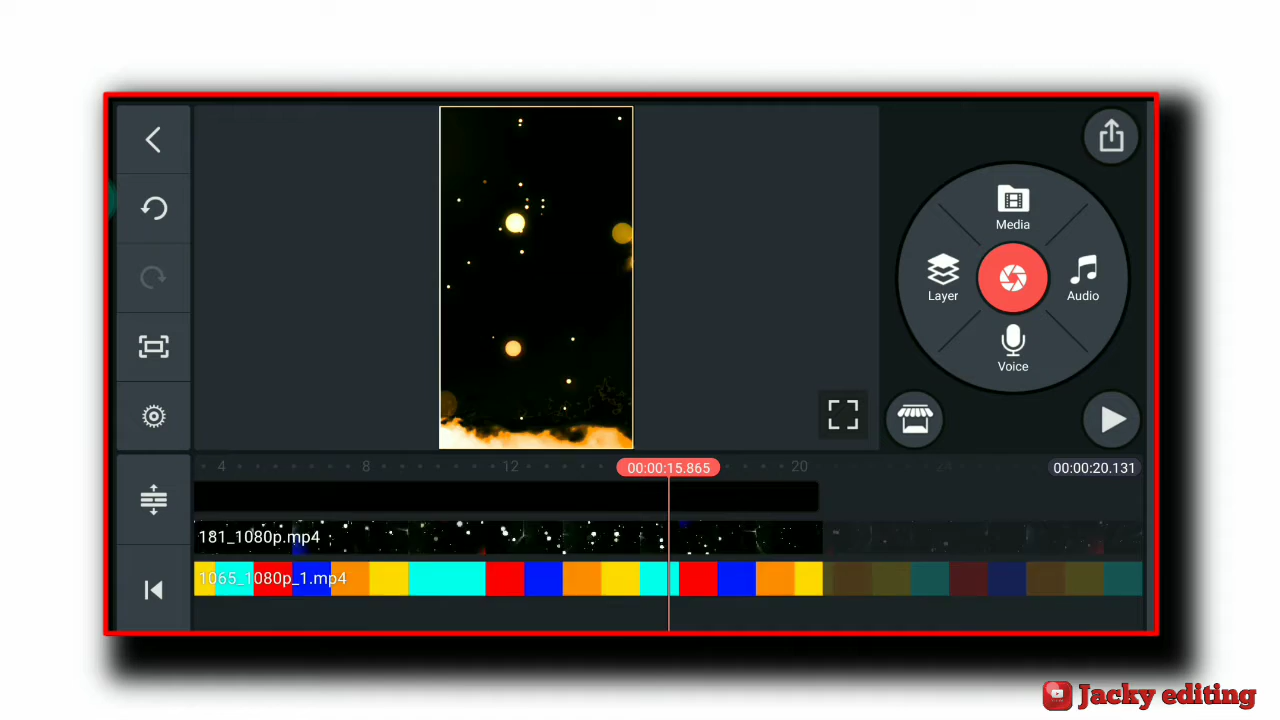 Media
Layer
Audio
Voice
4
8
12
00:00:15.865
20
24
00:00:20.131
181_1080p.mp4
1065_1080p_1.mp4
Jacky editing